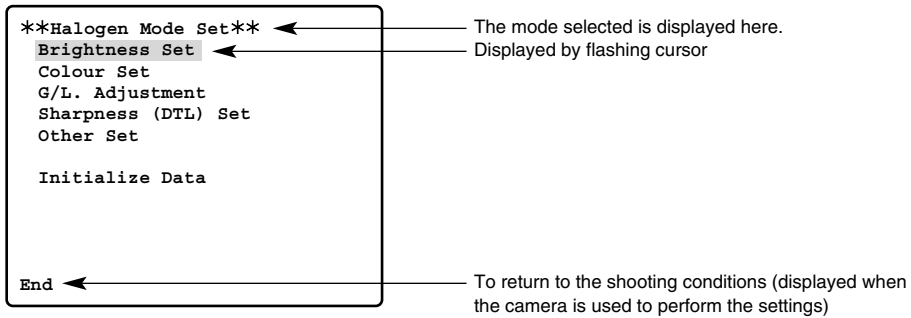 **Halogen Mode Set**
The mode selected is displayed here.
Brightness Set
Displayed by flashing cursor
Colour Set
G/L. Adjustment
Sharpness (DTL) Set
Other Set
Initialize Data
End
To return to the shooting conditions (displayed when
the camera is used to perform the settings)